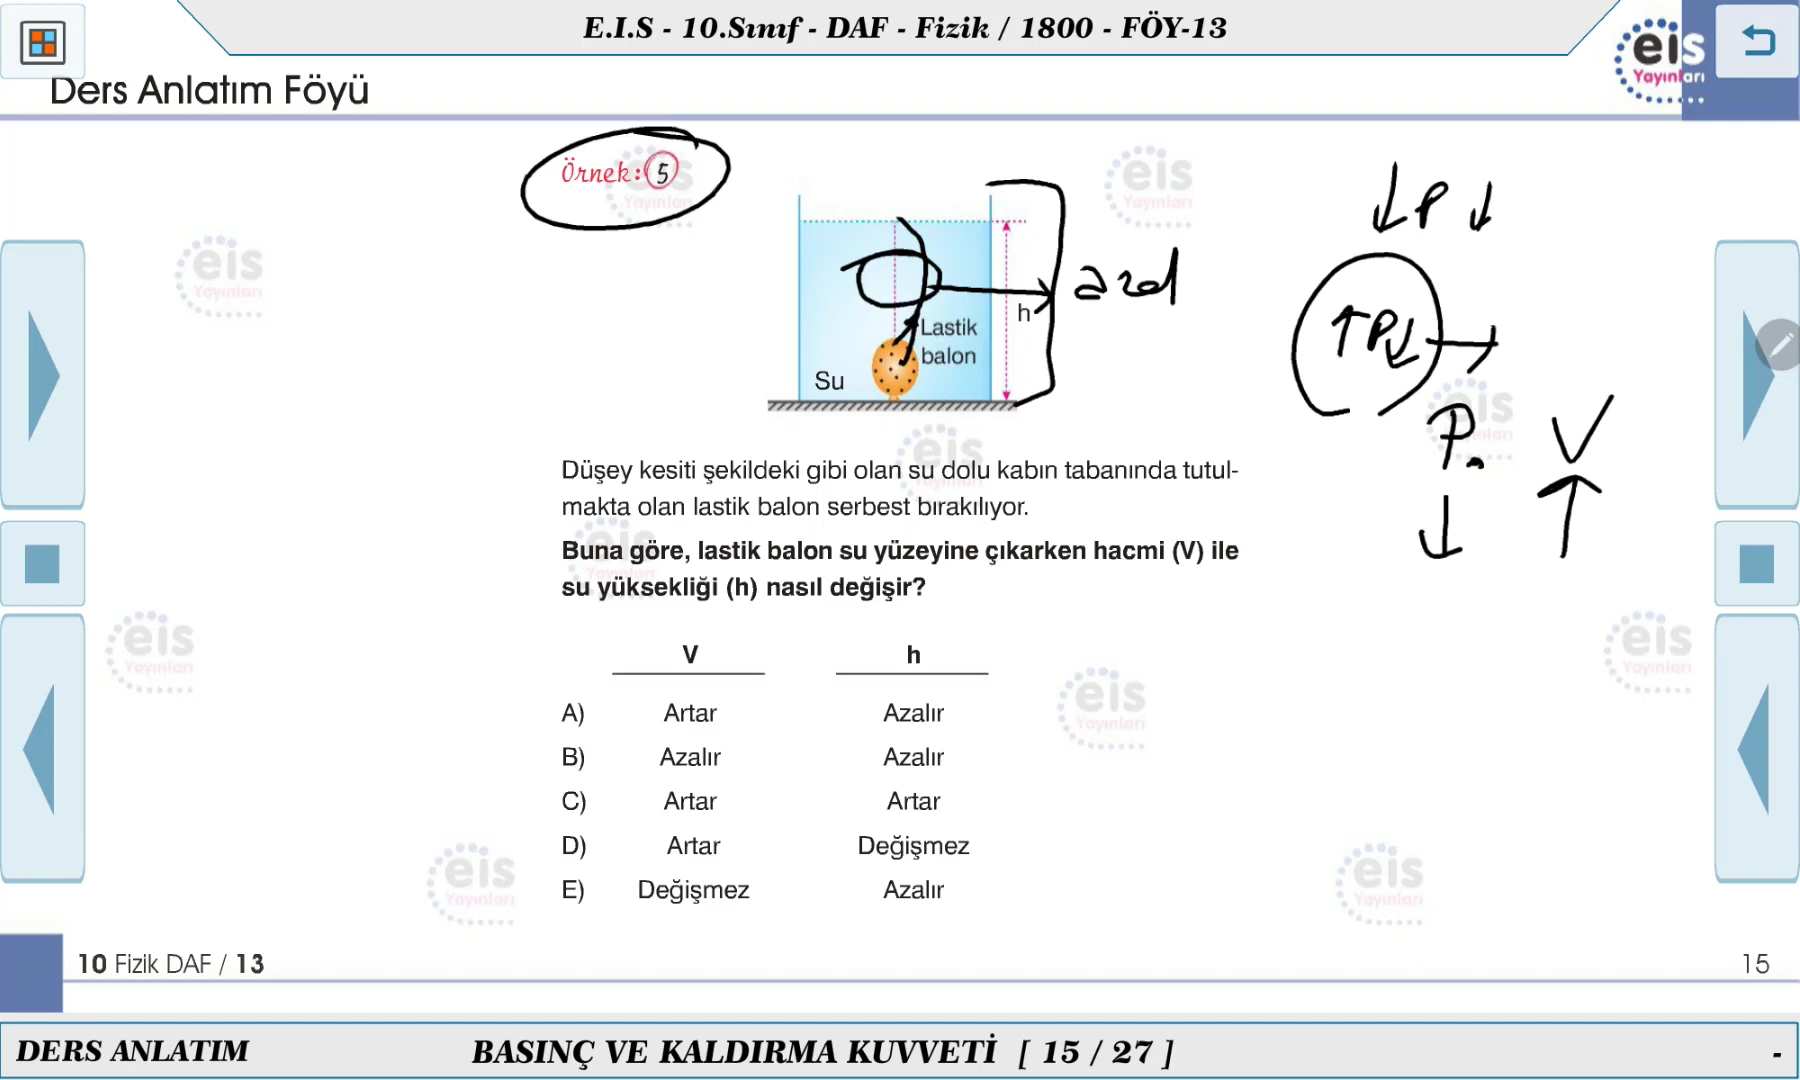 E.I.S - 10.Sınıf - DAF - Fizik / 1800 - FÖY-13
eis
Yayınları
Ders Anlatım Föyü
Örnek: 5
P
h
Lastik
balon
Su
P
P
V
Düşey kesiti şekildeki gibi olan su dolu kabın tabanında tutul-
makta olan lastik balon serbest bırakılıyor.
Buna göre, lastik balon su yüzeyine çıkarken hacmi (V) ile
su yüksekliği (h) nasıl değişir?
V h
A) Artar Azalır
B) Azalır Azalır
C) Artar Artar
D) Artar Değişmez
E) Değişmez Azalır
10 Fizik DAF / 13
15
DERS ANLATIM
BASINÇ VE KALDIRMA KUVVETİ [ 15 / 27 ]
-